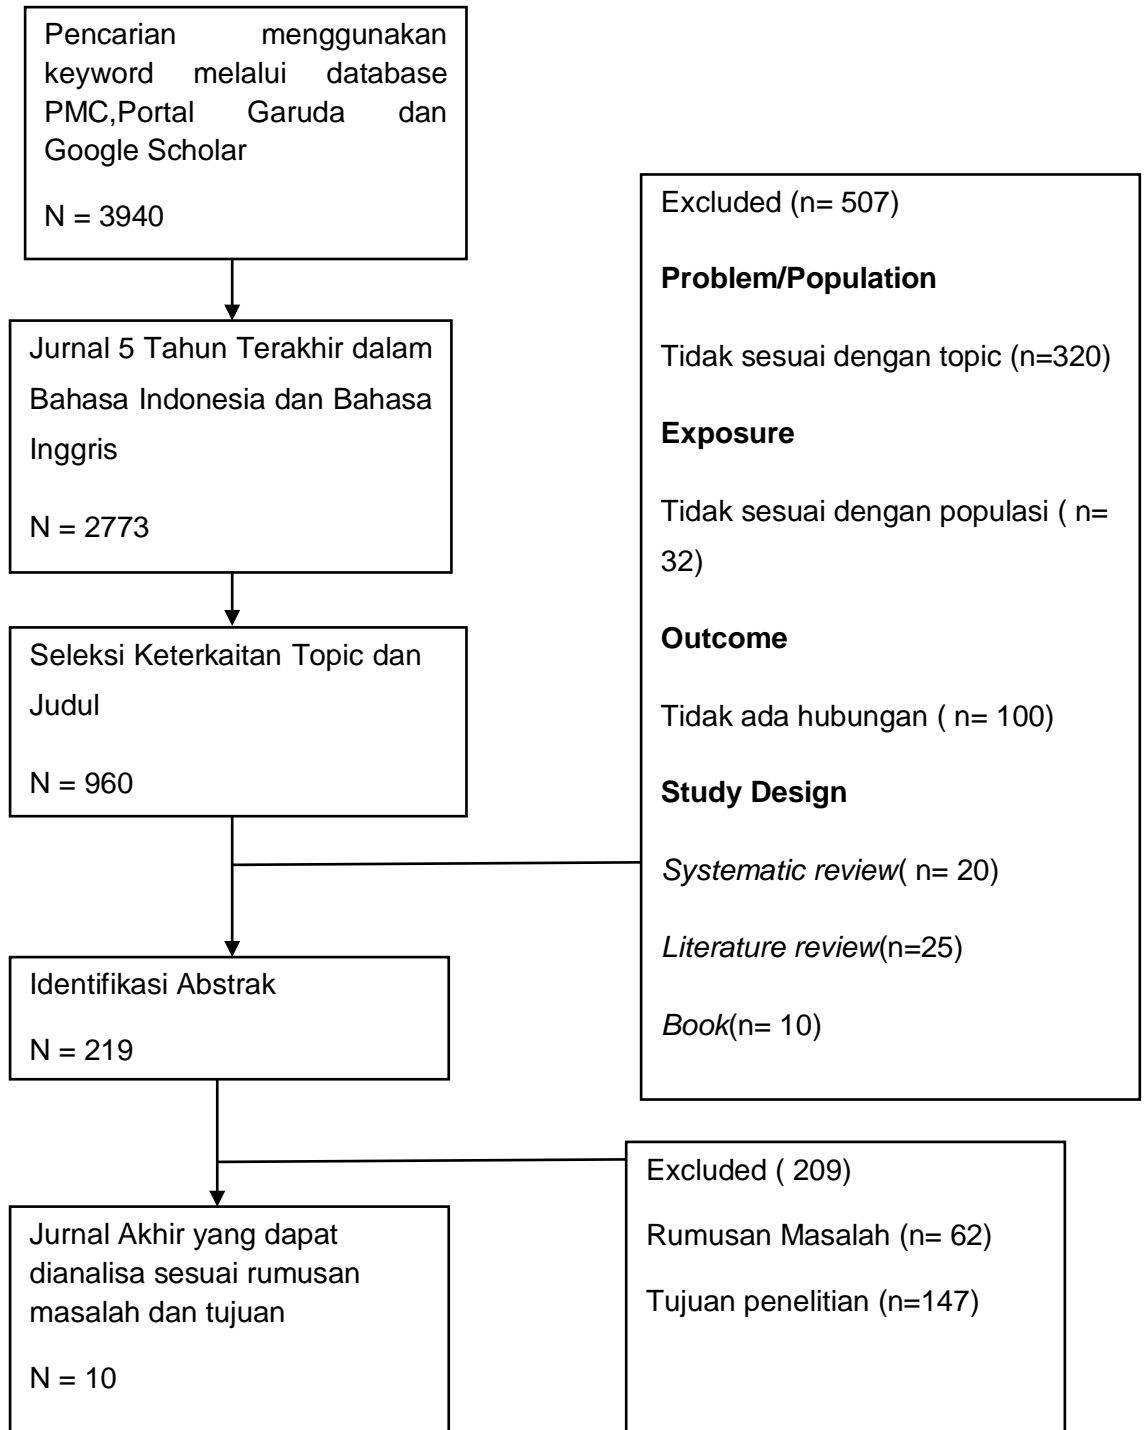 Pencarian menggunakan
keyword melalui database
PMC,Portal Garuda dan
Google Scholar
N = 3940
Jurnal 5 Tahun Terakhir dalam
Bahasa Indonesia dan Bahasa
Inggris
N = 2773
Seleksi Keterkaitan Topic dan
Judul
N = 960
Excluded (n= 507)
Problem/Population
Tidak sesuai dengan topic (n=320)
Exposure
Tidak sesuai dengan populasi ( n=
32)
Outcome
Tidak ada hubungan ( n= 100)
Study Design
Systematic review( n= 20)
Literature review(n=25)
Book(n= 10)
Identifikasi Abstrak
N = 219
Excluded ( 209)
Rumusan Masalah (n= 62)
Tujuan penelitian (n=147)
Jurnal Akhir yang dapat
dianalisa sesuai rumusan
masalah dan tujuan
N = 10